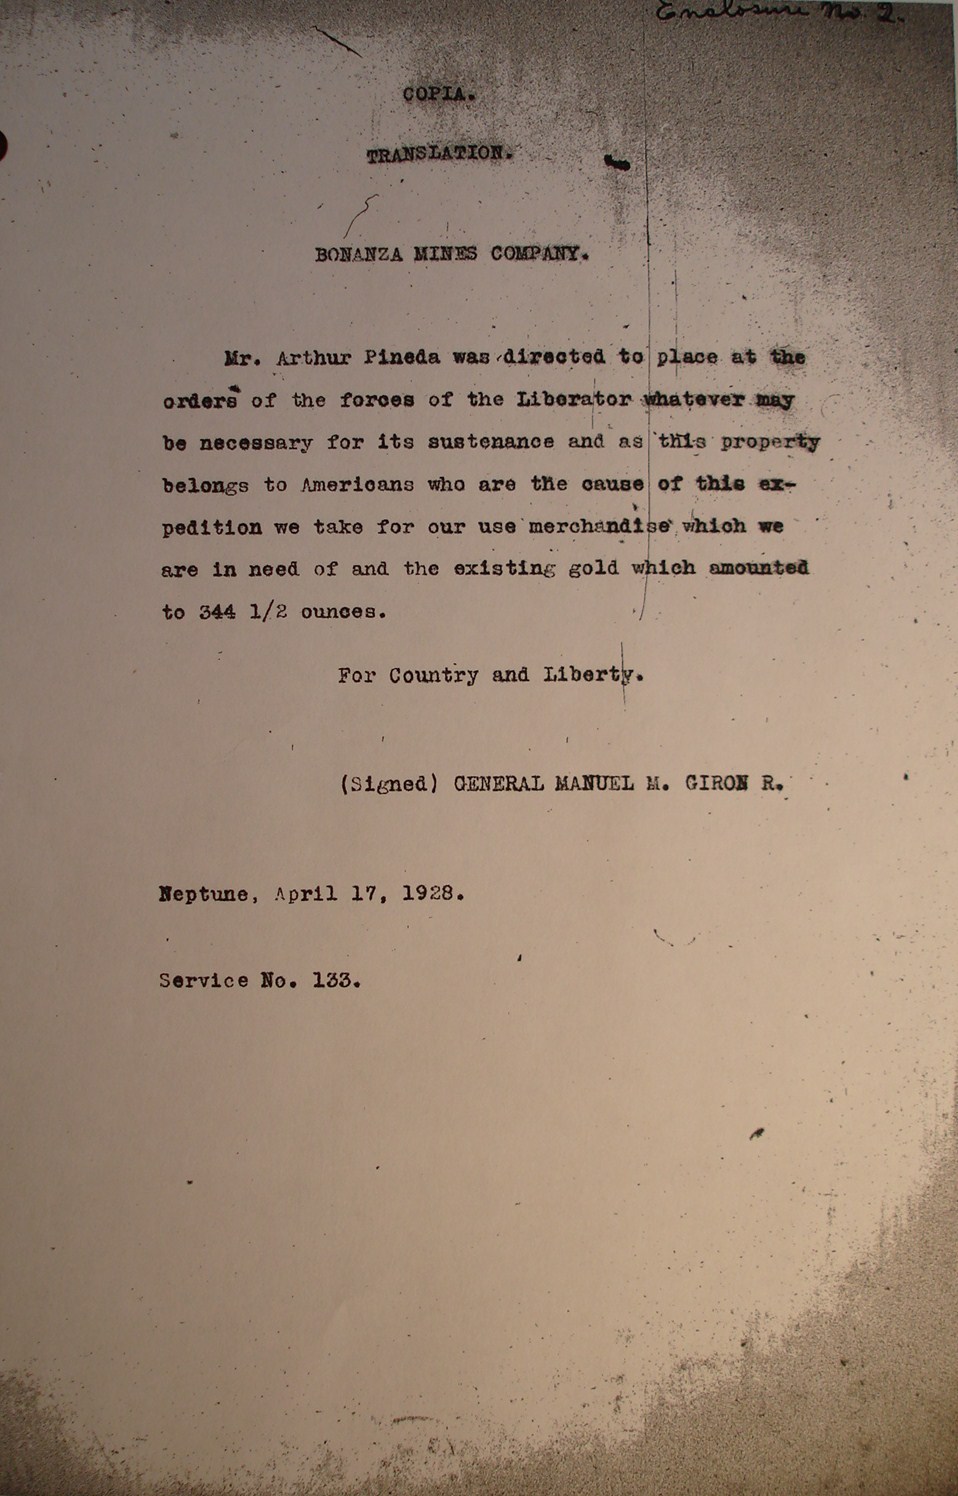 Enclosure No. 2.
COPIA.
TRANSLATION.
BONANZA MINES COMPANY.
Mr. Arthur Pineda was directed to place at the
orders of the forces of the Liberator whatever may
be necessary for its sustenance and as this property
belongs to Americans who are the cause of this ex-
pedition we take for our use merchandise which we
are in need of and the existing gold which amounted
to 344 1/2 ounces.
For Country and Liberty.
(Signed) GENERAL MANUEL M. GIRON R.
Neptune, April 17, 1928.
Service No. 133.